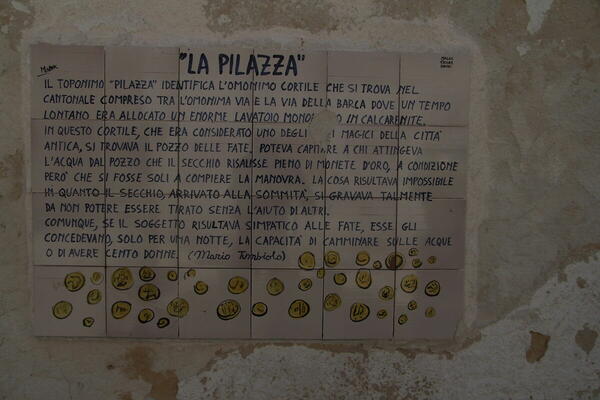 "LA PILAZZA"
IL TOPONIMO "PILAZZA" IDENTIFICA L'OMONIMO CORTILE CHE SI TROVA NEL
CANTONALE COMPRESO TRA L'OMONIMA VIA E LA VIA DELLA BARCA DOVE UN TEMPO
LONTANO ERA ALLOCATO UN ENORME LAVATOIO IN CALCARENITE.
IN QUESTO CORTILE, CHE ERA CONSIDERATO UNO DEGLI MAGICI DELLA CITTA'
ANTICA, SI TROVAVA IL POZZO DELLE FATE. POTEVA CAPITARE A CHI ATTINGEVA
L'ACQUA DAL POZZO CHE IL SECCHIO RISALISSE PIENO DI MONETE D'ORO, A CONDIZIONE
PERO' CHE SI FOSSE SOLI A COMPIERE LA MANOVRA. LA COSA RISULTAVA IMPOSSIBILE
IN QUANTO IL SECCHIO, ARRIVATO ALLA SOMMITA', SI GRAVAVA TALMENTE
DA NON POTERE ESSERE TIRATO SENZA L'AIUTO DI ALTRI.
COMUNQUE, SE IL SOGGETTO RISULTAVA SIMPATICO ALLE FATE, ESSE GLI
CONCEDEVANO, SOLO PER UNA NOTTE, LA CAPACITA' DI CAMMINARE SULLE ACQUE
O DI AVERE CENTO DONNE. (Mario Tumbiolo)